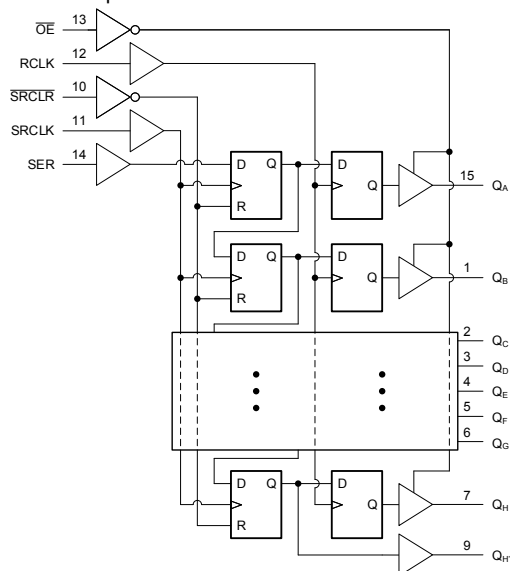 13
OE
12
RCLK
10
SRCLR
11
SRCLK
14
SER
D Q D Q 15 QA
R
D Q D Q 1 QB
R
2 QC
3 QD
4 QE
5 QF
6 QG
D Q D Q 7 QH
R
9 QH'